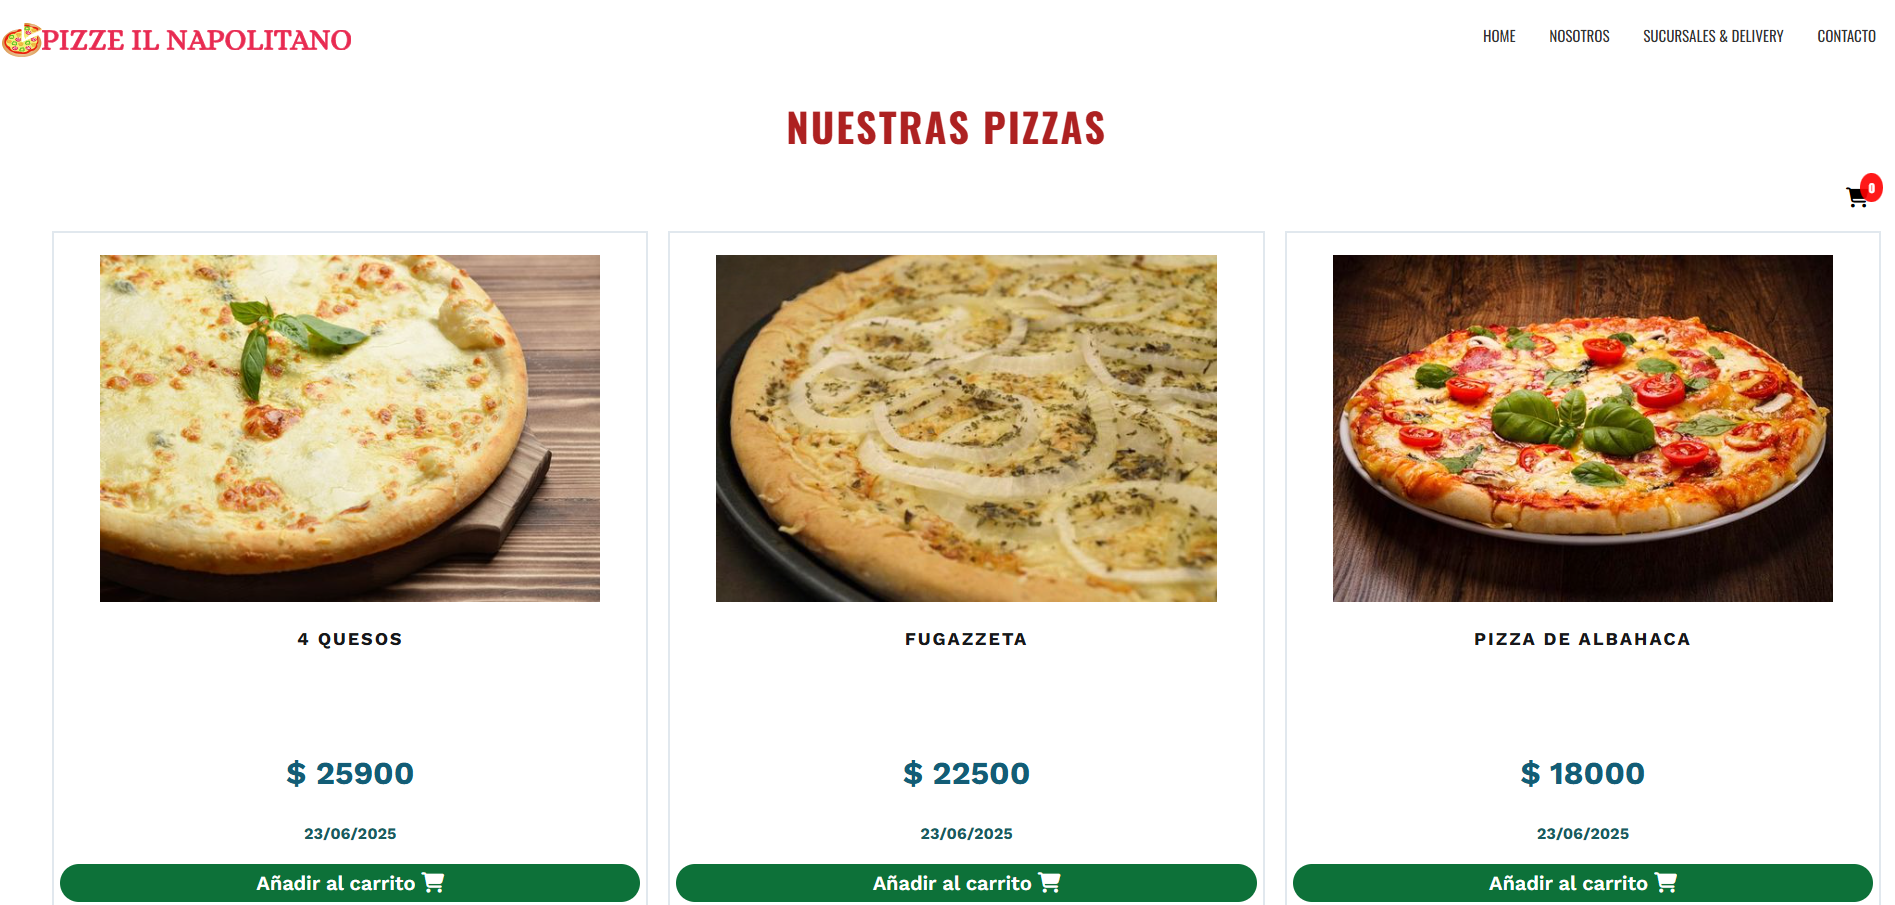 PIZZE IL NAPOLITANO
HOME NOSOTROS SUCURSALES & DELIVERY CONTACTO
NUESTRAS PIZZAS
0
4 QUESOS
$ 25900
23/06/2025
Añadir al carrito
FUGAZZETA
$ 22500
23/06/2025
Añadir al carrito
PIZZA DE ALBAHACA
$ 18000
23/06/2025
Añadir al carrito